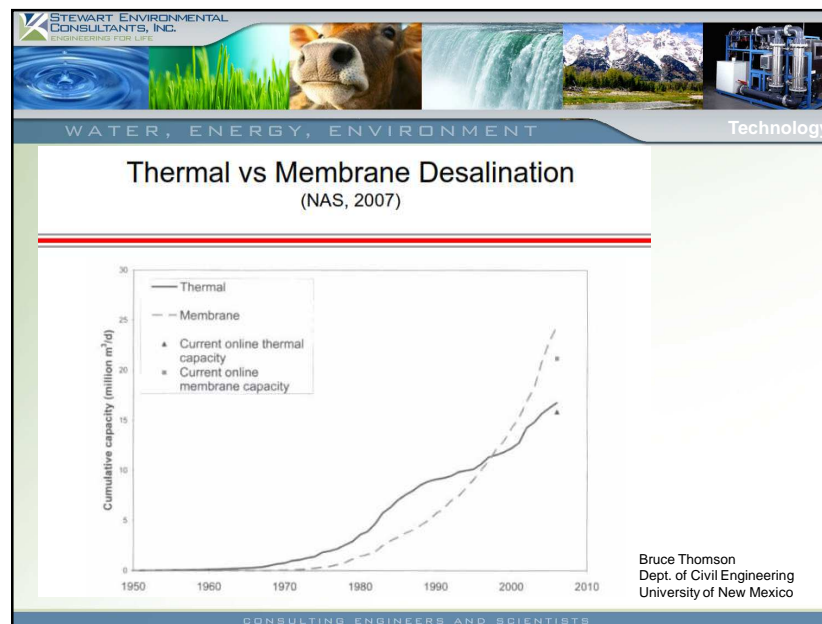 STEWART ENVIRONMENTAL
CONSULTANTS, INC.
ENGINEERING FOR LIFE
WATER, ENERGY, ENVIRONMENT
Technology
Thermal vs Membrane Desalination
(NAS, 2007)
Cumulative capacity (million m³/d)
30
25
20
15
10
5
0
Thermal
Membrane
Current online thermal
capacity
Current online
membrane capacity
1950
1960
1970
1980
1990
2000
2010
Bruce Thomson
Dept. of Civil Engineering
University of New Mexico
CONSULTING ENGINEERS AND SCIENTISTS